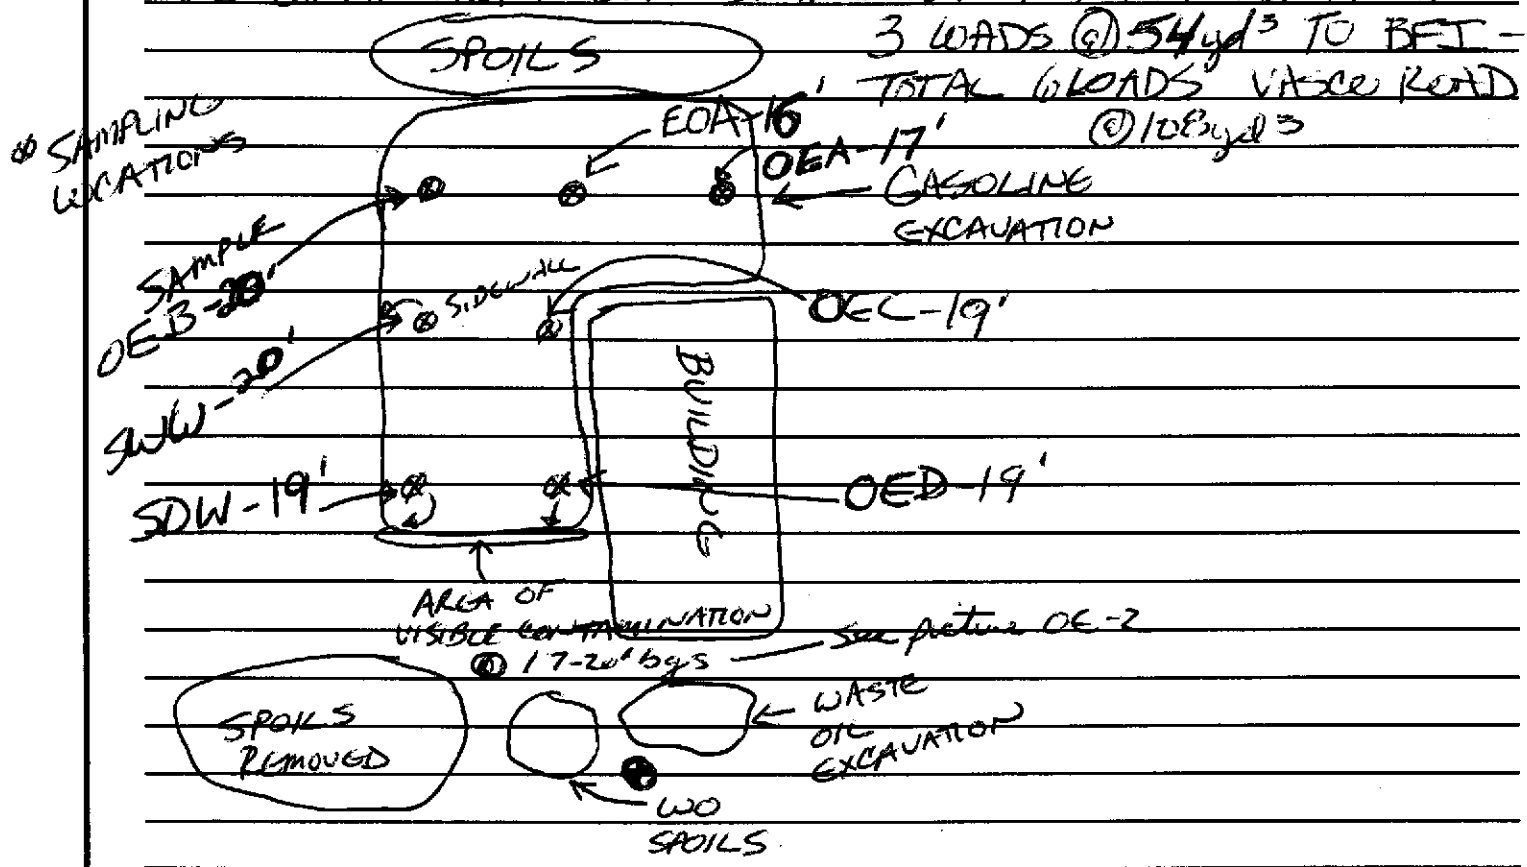 SPOILS
3 LOADS @ 54yd³ TO BFI -
TOTAL 6 LOADS VASCO ROAD
@ 108yd³
⊗ SAMPLING
LOCATIONS
EOA-16'
OEA-17'
GASOLINE
EXCAVATION
SAMPLE
OEB-20'
SIDEWALL
OEC-19'
SWW-20'
BUILDING
SDW-19'
OED-19'
AREA OF
VISIBLE CONTAMINATION
@ 17-20' bgs
See picture OE-2
SPOILS
REMOVED
WASTE
OIL
EXCAVATION
WO
SPOILS